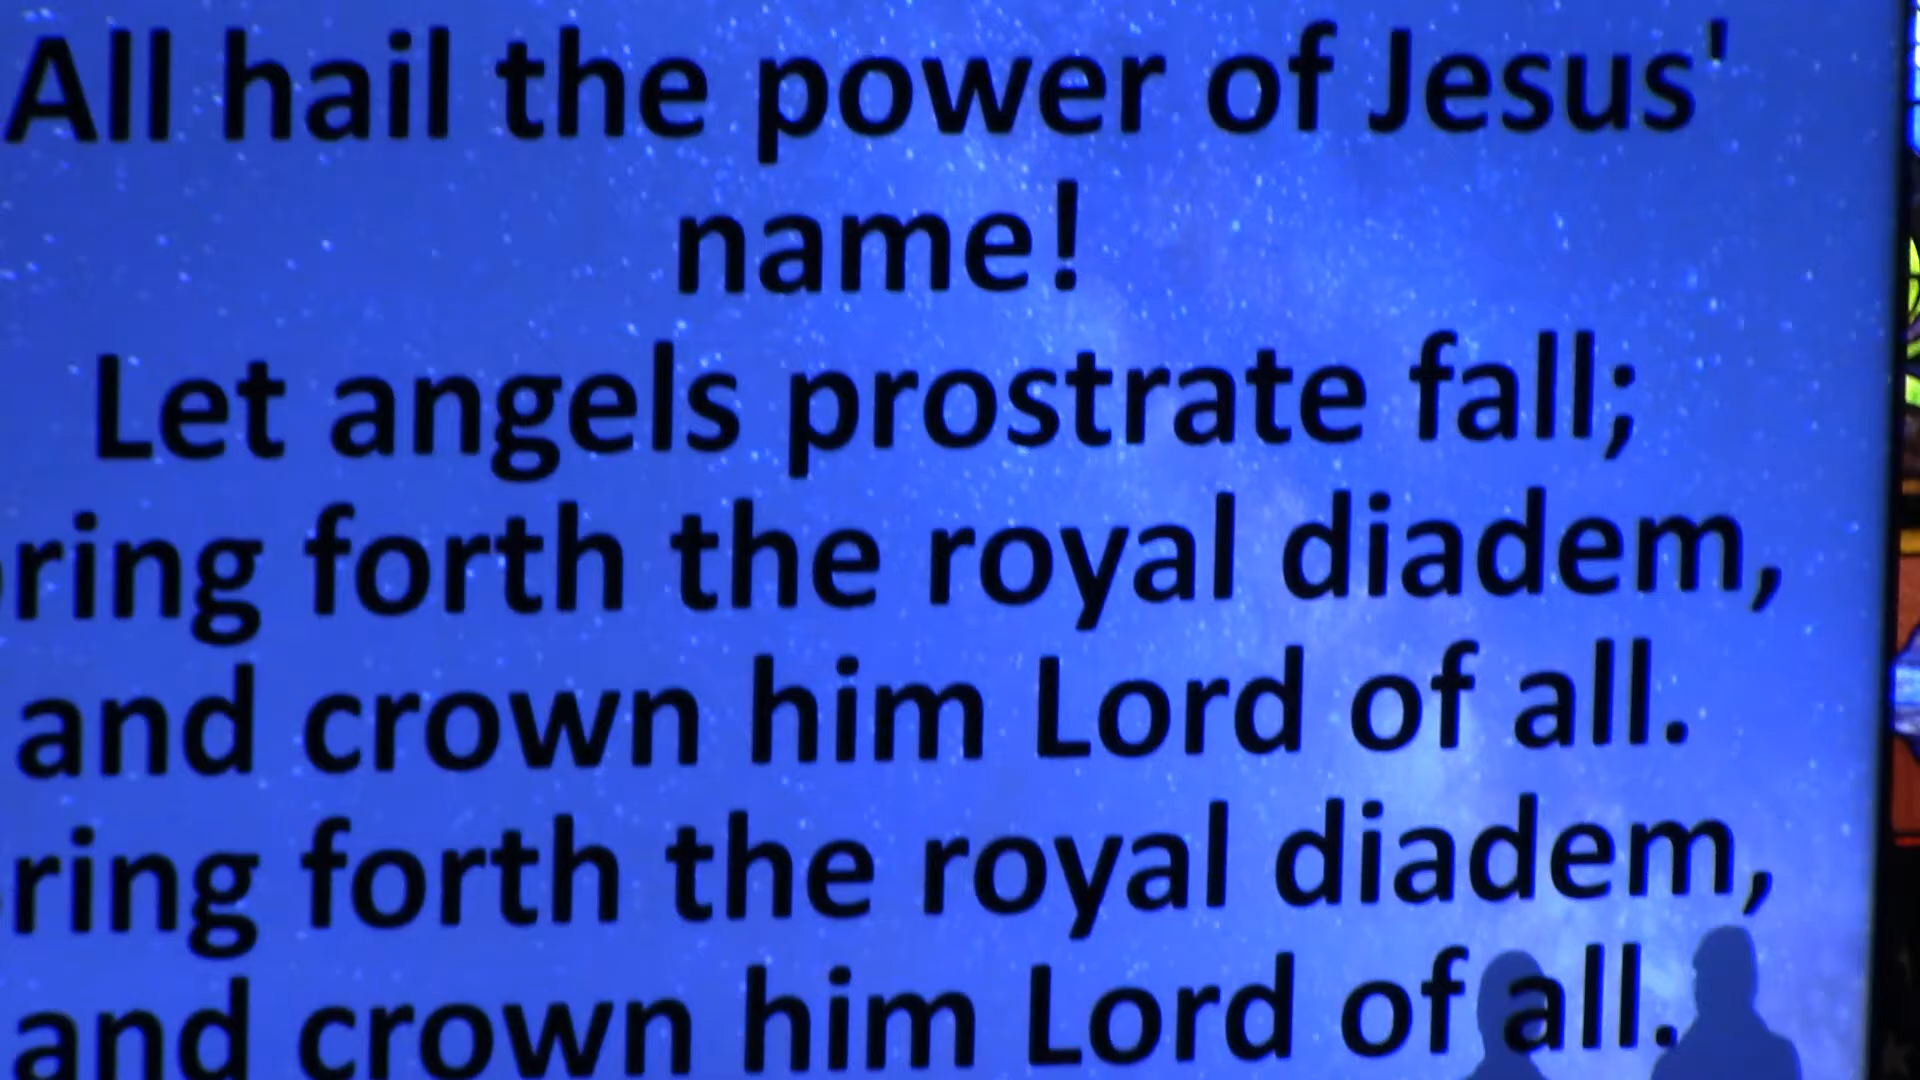 All hail the power of Jesus'
name!
Let angels prostrate fall;
ring forth the royal diadem,
and crown him Lord of all.
ring forth the royal diadem,
and crown him Lord of all.